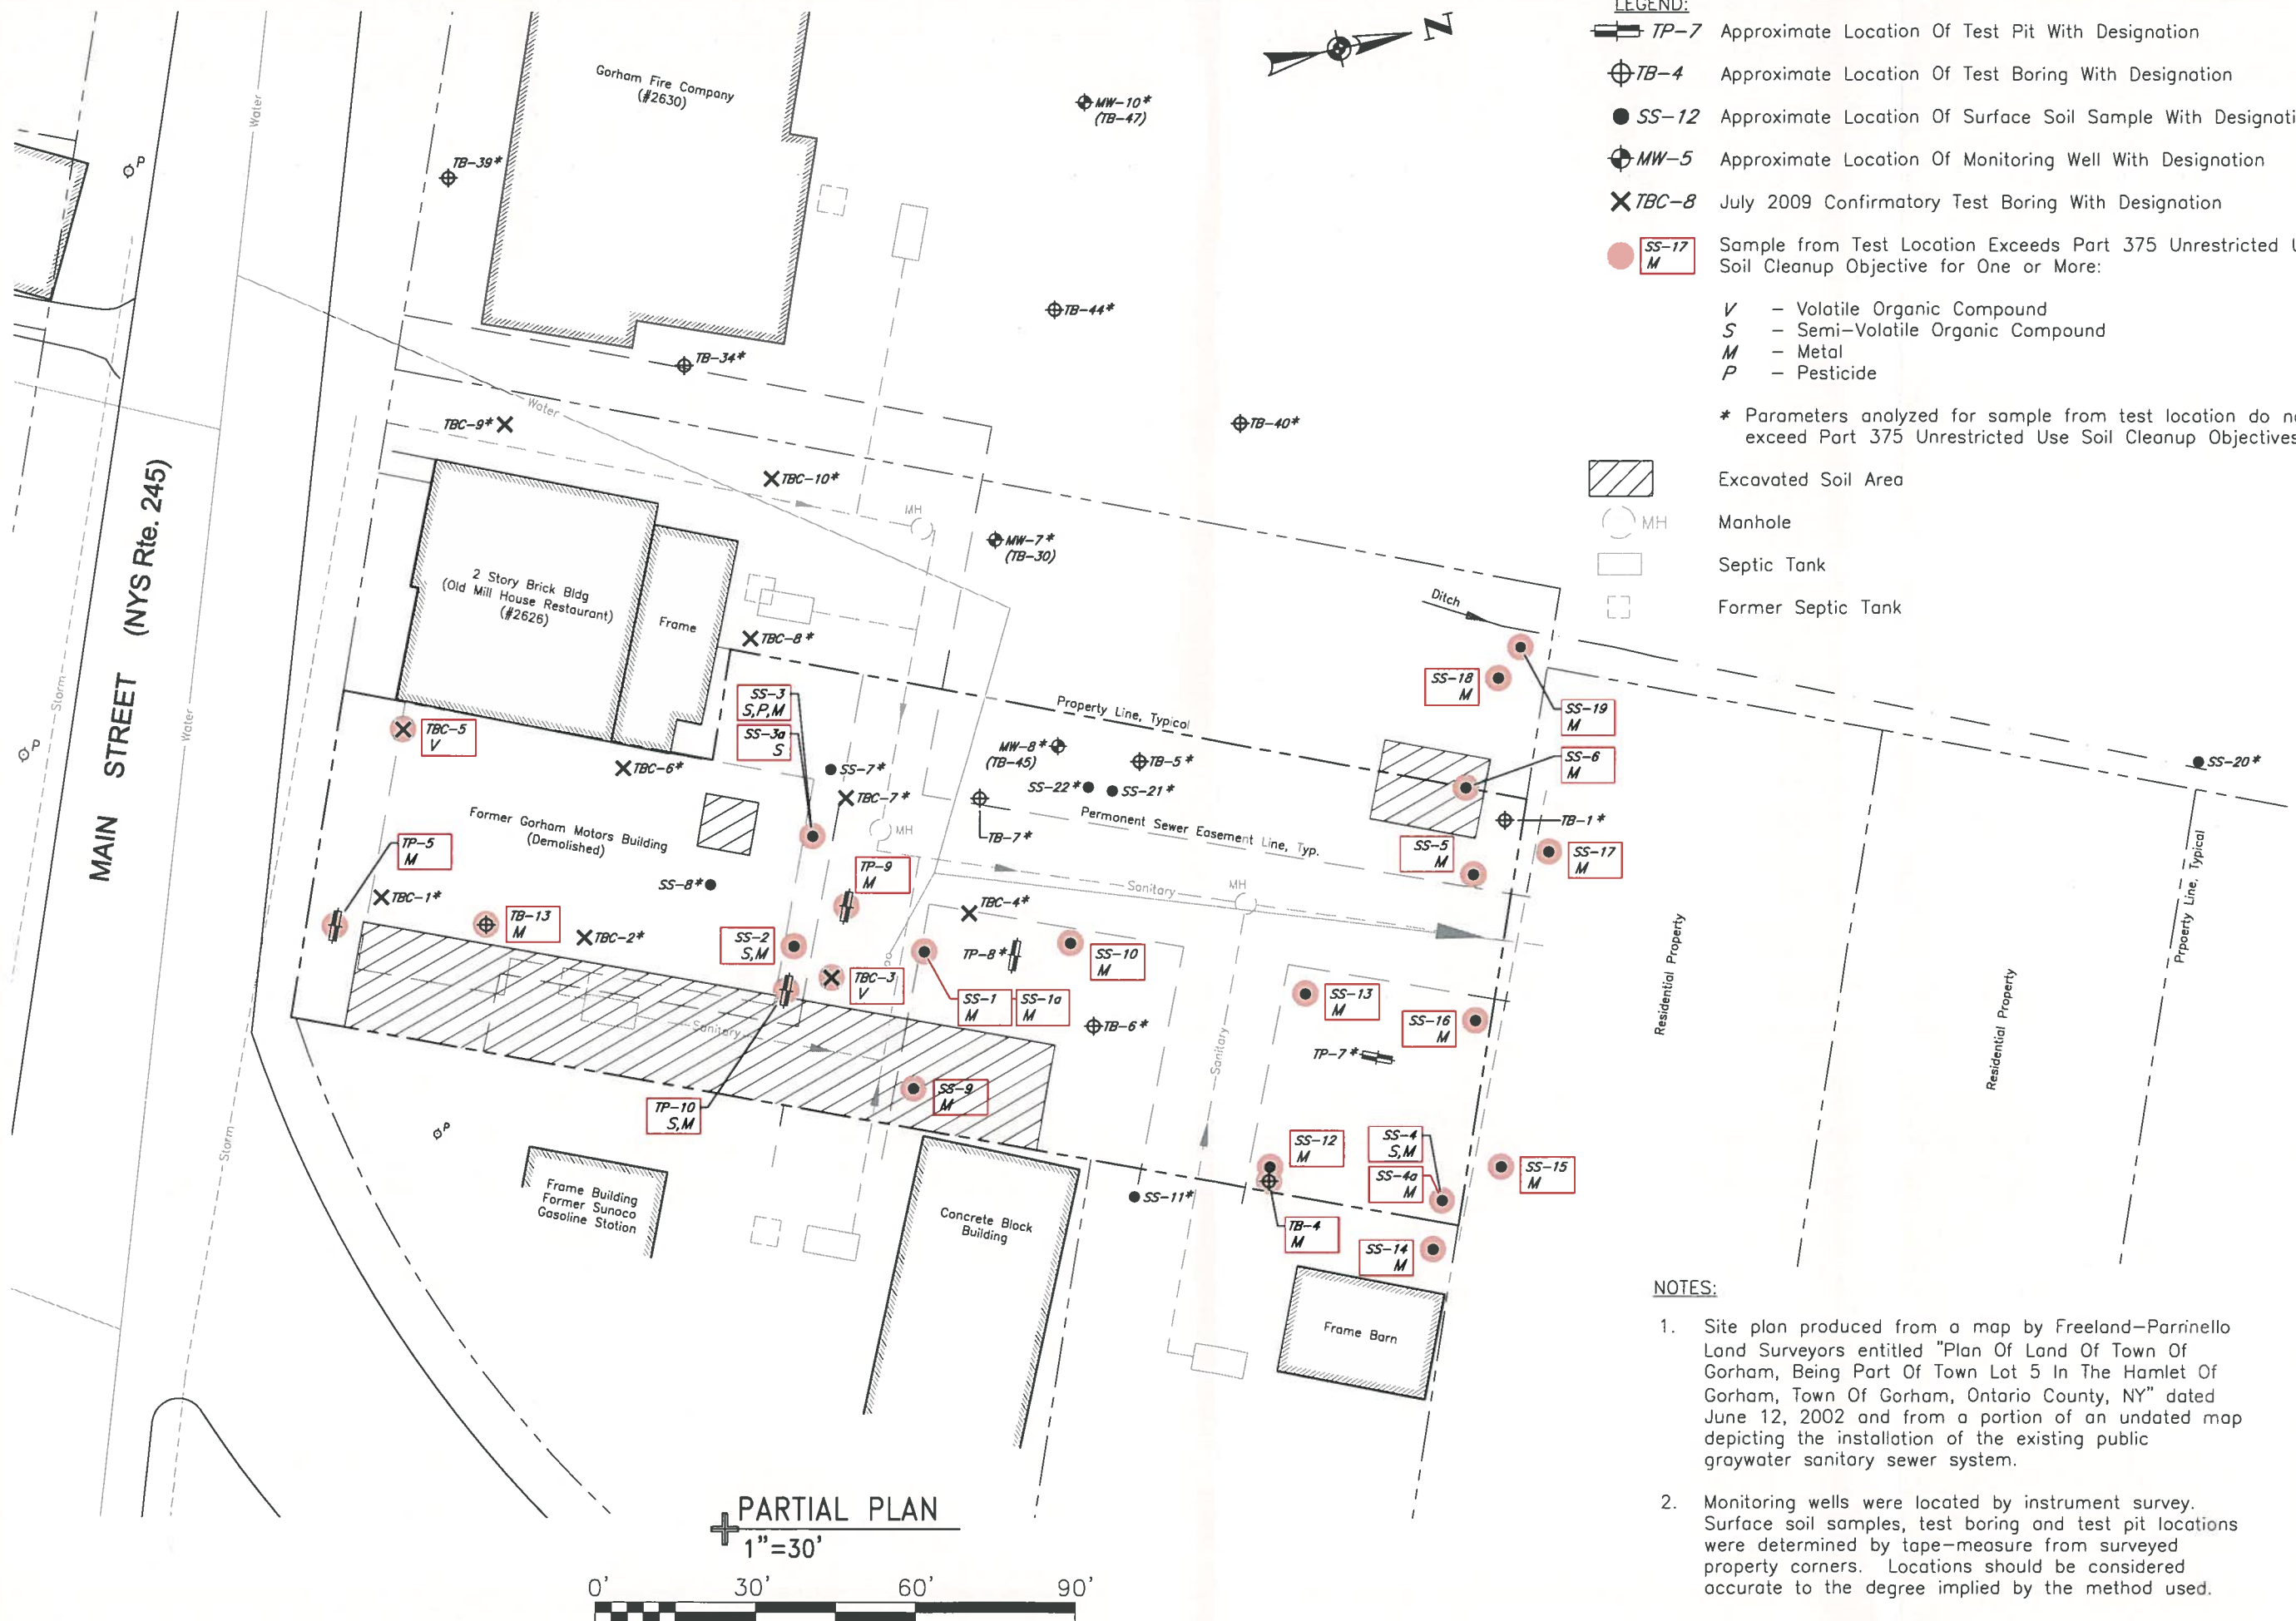 LEGEND:
TP-7 Approximate Location Of Test Pit With Designation
TB-4 Approximate Location Of Test Boring With Designation
SS-12 Approximate Location Of Surface Soil Sample With Designati
MW-5 Approximate Location Of Monitoring Well With Designation
TBC-8 July 2009 Confirmatory Test Boring With Designation
SS-17
M
Sample from Test Location Exceeds Part 375 Unrestricted U
Soil Cleanup Objective for One or More:
V - Volatile Organic Compound
S - Semi-Volatile Organic Compound
M - Metal
P - Pesticide
* Parameters analyzed for sample from test location do no
exceed Part 375 Unrestricted Use Soil Cleanup Objectives
Excavated Soil Area
MH Manhole
Septic Tank
Former Septic Tank
N
Gorham Fire Company
(#2630)
Water
P
TB-39*
MW-10*
(TB-47)
TB-44*
TB-34*
Water
TBC-9*
TB-40*
TBC-10*
MH
MW-7*
(TB-30)
MAIN STREET (NYS Rte. 245)
2 Story Brick Bldg
(Old Mill House Restaurant)
(#2626)
Frame
TBC-8*
Ditch
Storm
Water
P
SS-3
S,P,M
SS-3a
S
Property Line, Typical
SS-18
M
SS-19
M
TBC-5
V
TBC-6*
SS-7*
TBC-7*
MW-8*
(TB-45)
TB-5*
SS-22*
SS-21*
SS-6
M
SS-20*
Former Gorham Motors Building
(Demolished)
MH
TB-7*
Permanent Sewer Easement Line, Typ.
TB-1*
SS-5
M
SS-17
M
TP-5
M
TP-9
M
SS-8*
TBC-1*
TB-13
M
TBC-2*
SS-2
S,M
TBC-4*
Sanitary
MH
TP-8*
SS-10
M
TBC-3
V
SS-1
M
SS-1a
M
SS-13
M
SS-16
M
TB-6*
TP-7*
Sanitary
Sanitary
Residential Property
Residential Property
Prpoerty Line, Typical
SS-9
M
TP-10
S,M
Storm
P
SS-12
M
SS-4
S,M
SS-4a
M
SS-15
M
SS-11*
TB-4
M
SS-14
M
Frame Building
Former Sunoco
Gasoline Station
Concrete Block
Building
Frame Barn
PARTIAL PLAN
1"=30'
0' 30' 60' 90'
NOTES:
1. Site plan produced from a map by Freeland-Parrinello
Land Surveyors entitled "Plan Of Land Of Town Of
Gorham, Being Part Of Town Lot 5 In The Hamlet Of
Gorham, Town Of Gorham, Ontario County, NY" dated
June 12, 2002 and from a portion of an undated map
depicting the installation of the existing public
graywater sanitary sewer system.
2. Monitoring wells were located by instrument survey.
Surface soil samples, test boring and test pit locations
were determined by tape-measure from surveyed
property corners. Locations should be considered
accurate to the degree implied by the method used.